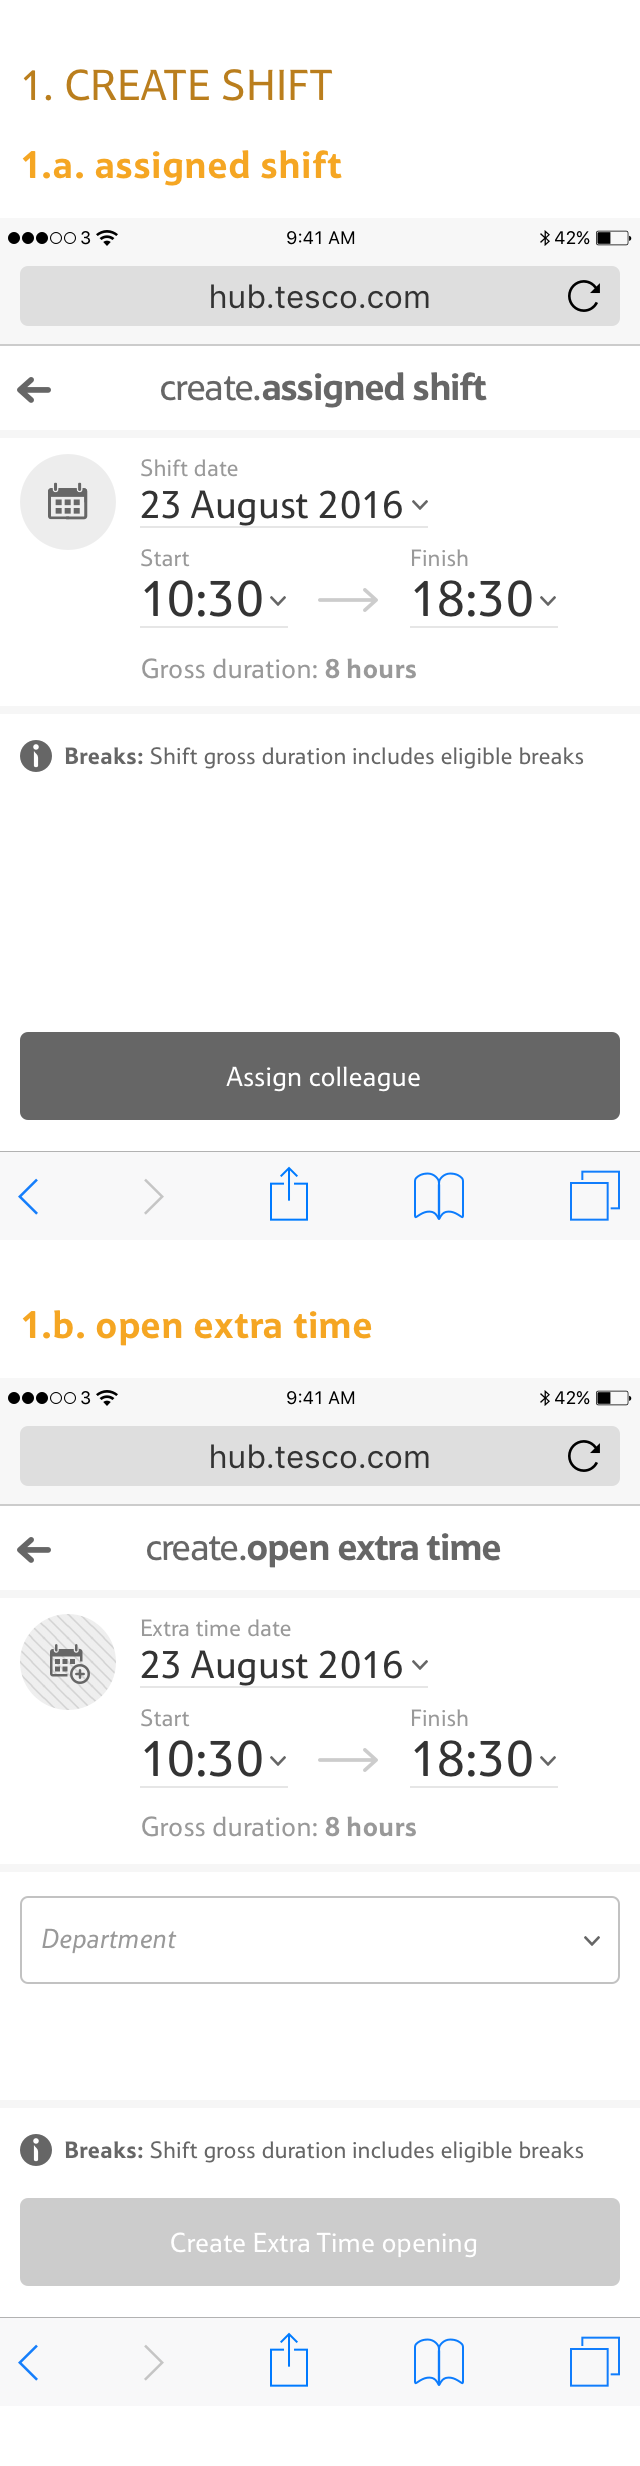 1. CREATE SHIFT
1.a. assigned shift
3 9:41 AM 42%
hub.tesco.com
create.assigned shift
Shift date
23 August 2016
Start Finish
10:30 18:30
Gross duration: 8 hours
Breaks: Shift gross duration includes eligible breaks
Assign colleague
1.b. open extra time
3 9:41 AM 42%
hub.tesco.com
create.open extra time
Extra time date
23 August 2016
Start Finish
10:30 18:30
Gross duration: 8 hours
Department
Breaks: Shift gross duration includes eligible breaks
Create Extra Time opening